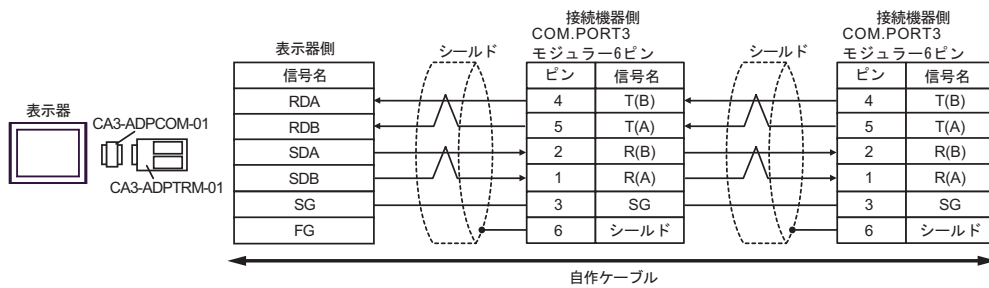 表示器
CA3-ADPCOM-01
CA3-ADPTRM-01
表示器側
信号名
RDA
RDB
SDA
SDB
SG
FG
シールド
接続機器側
COM.PORT3
モジュラー6ピン
ピン 信号名
4 T(B)
5 T(A)
2 R(B)
1 R(A)
3 SG
6 シールド
シールド
接続機器側
COM.PORT3
モジュラー6ピン
ピン 信号名
4 T(B)
5 T(A)
2 R(B)
1 R(A)
3 SG
6 シールド
自作ケーブル